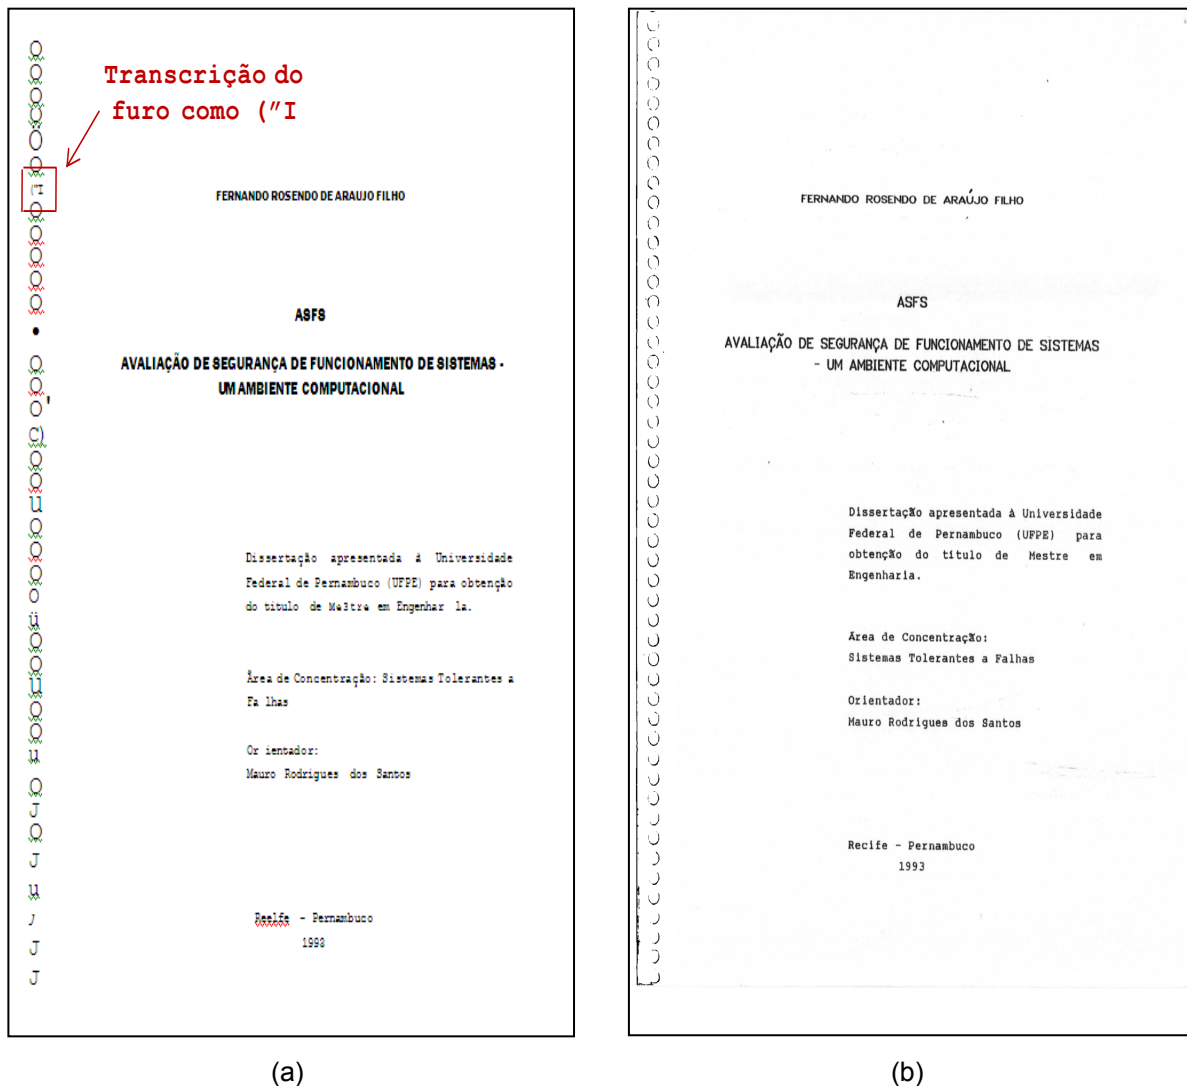 O
O
O
O
Ö
O
("I
O
O
O
O
O
•
O
O
O'
C)
O
O
u
O
O
O
O
ü
O
O
u
O
O
u
O
J
O
J
u
J
J
J
Transcrição do
furo como ("I
FERNANDO ROSENDO DE ARAUJO FILHO
ASFS
AVALIAÇÃO DE SEGURANÇA DE FUNCIONAMENTO DE SISTEMAS -
UM AMBIENTE COMPUTACIONAL
Dissertação apresentada à Universidade
Federal de Pernambuco (UFPE) para obtenção
do titulo de Me3tre em Engenhar la.
Área de Concentração: Sistemas Tolerantes a
Fa lhas
Or ientador:
Mauro Rodrigues dos Santos
Reelfe - Pernambuco
1993
(a)
FERNANDO ROSENDO DE ARAÚJO FILHO
ASFS
AVALIAÇÃO DE SEGURANÇA DE FUNCIONAMENTO DE SISTEMAS
- UM AMBIENTE COMPUTACIONAL
Dissertação apresentada à Universidade
Federal de Pernambuco (UFPE) para
obtenção do titulo de Mestre em
Engenharia.
Área de Concentração:
Sistemas Tolerantes a Falhas
Orientador:
Mauro Rodrigues dos Santos
Recife - Pernambuco
1993
(b)